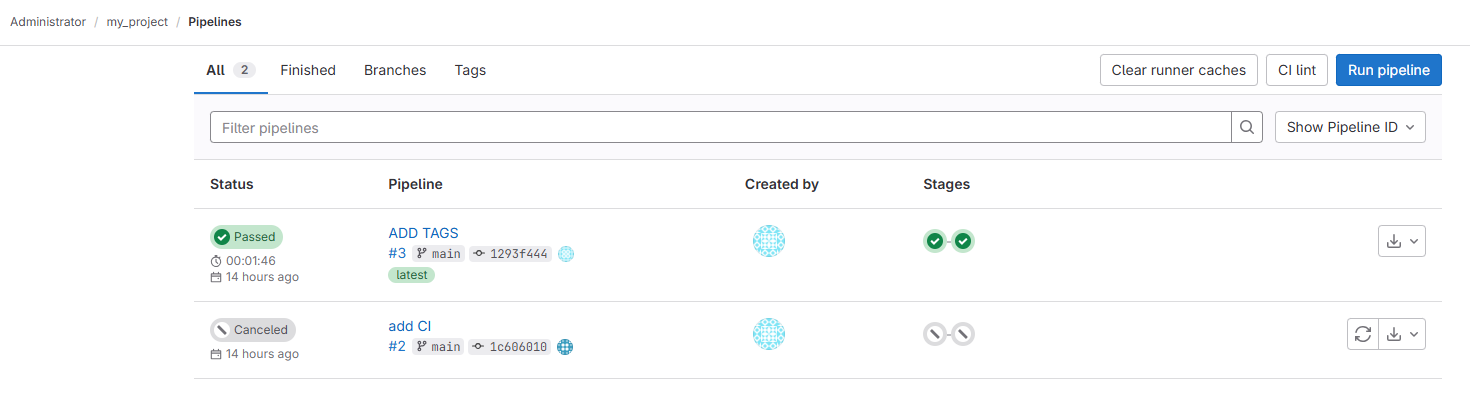 Administrator / my_project / Pipelines
All 2 Finished Branches Tags Clear runner caches CI lint Run pipeline
Filter pipelines Show Pipeline ID
Status Pipeline Created by Stages
Passed ADD TAGS
#3 main 1293f444
00:01:46
14 hours ago latest
Canceled add CI
#2 main 1c606010
14 hours ago